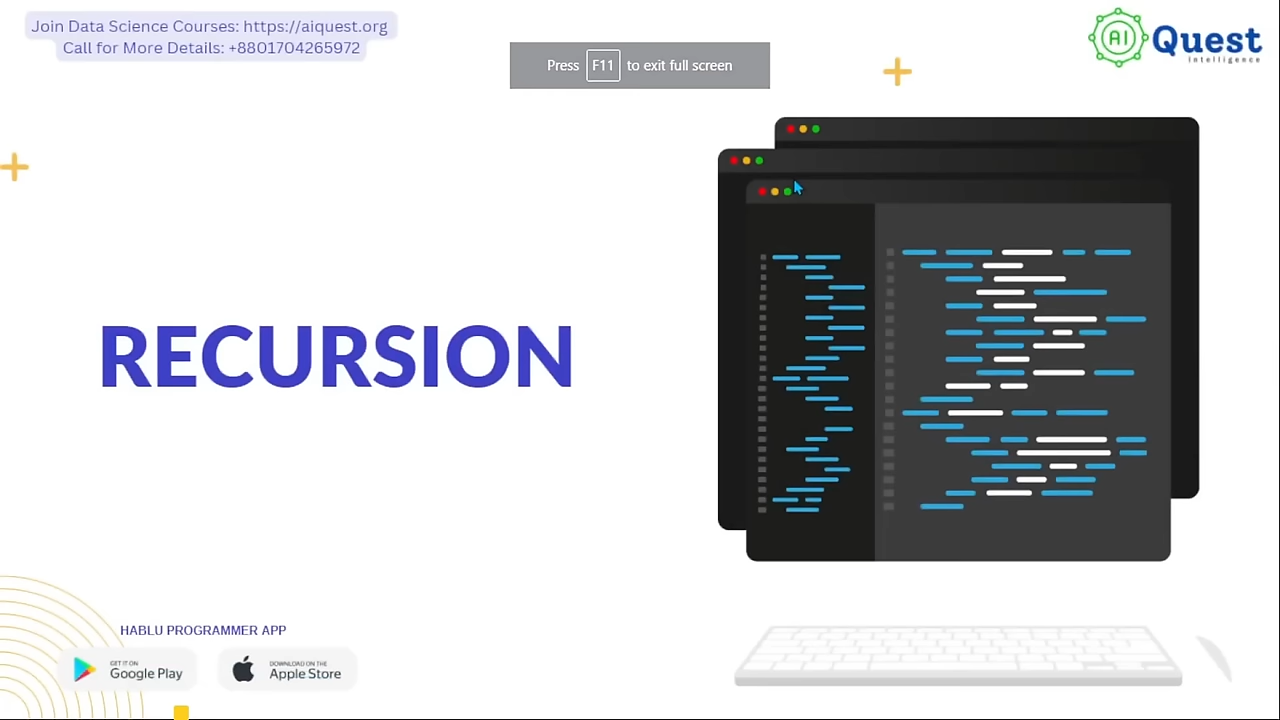 Join Data Science Courses: https://aiquest.org
Call for More Details: +8801704265972
Press F11 to exit full screen
AI Quest
Intelligence
RECURSION
HABLU PROGRAMMER APP
GET IT ON
Google Play
DOWNLOAD ON THE
Apple Store